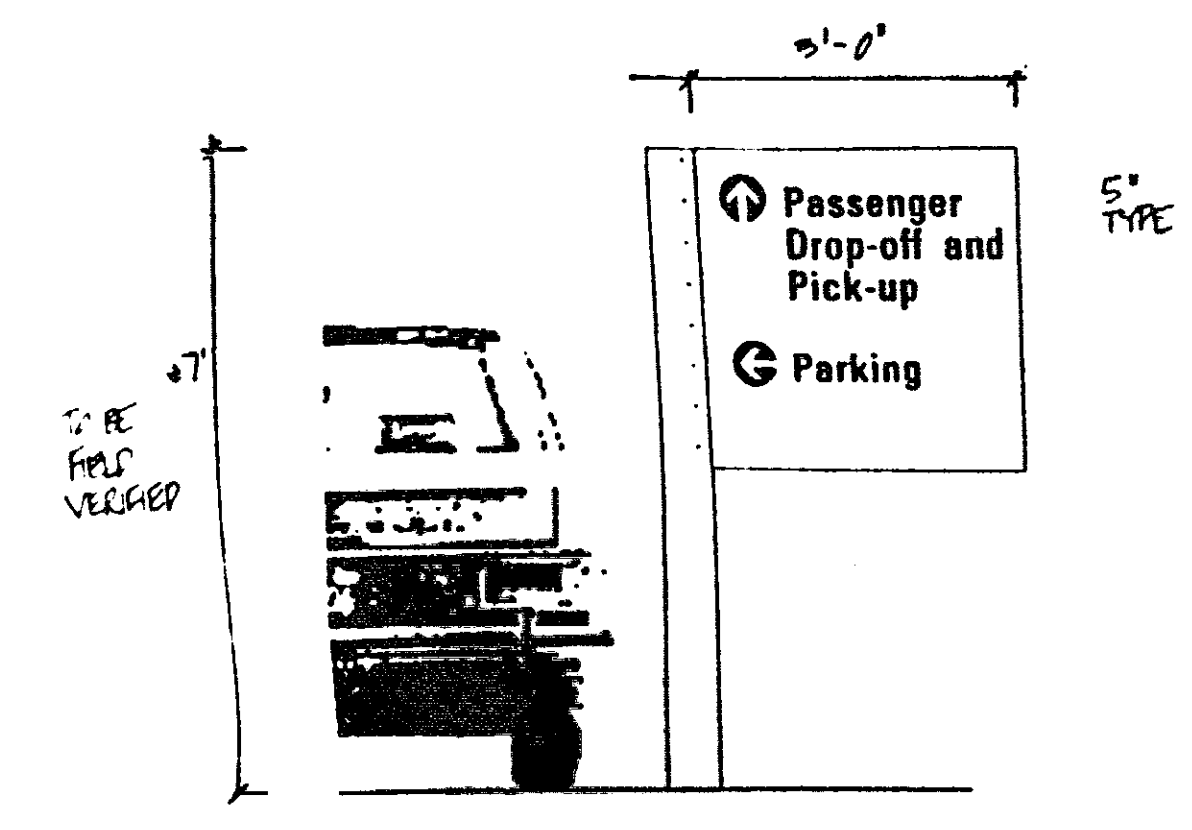 3'-0"
Passenger
Drop-off and
Pick-up
Parking
5"
TYPE
±7'
TO BE
FIELD
VERIFIED